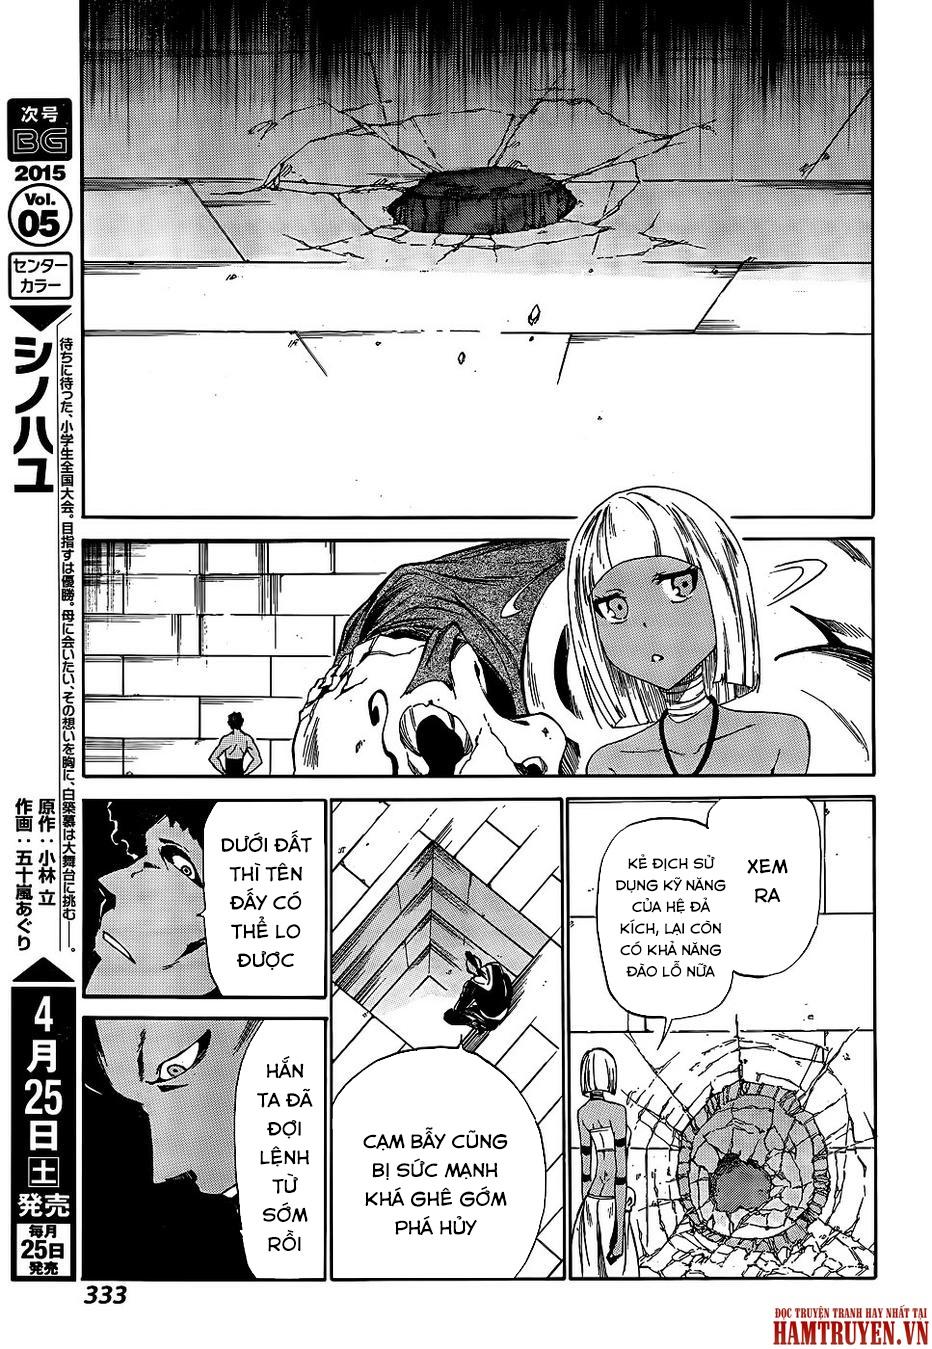 次号
BG
2015
Vol.
05
センター
カラー
シノハユ
待ちに待った、小学生全国大会。目指すは優勝。母に会いたい、その想いを胸に、白築慕は大舞台に挑む──。
原作：小林 立
作画：五十嵐あぐり
4月25日土発売
毎月
25日
発売
XEM
RA
KẺ ĐỊCH SỬ
DỤNG KỸ NĂNG
CỦA HỆ ĐẢ
KÍCH, LẠI CÒN
CÓ KHẢ NĂNG
ĐÀO LỖ NỮA
CẠM BẪY CŨNG
BỊ SỨC MẠNH
KHÁ GHÊ GỚM
PHÁ HỦY
DƯỚI ĐẤT
THÌ TÊN
ĐẤY CÓ
THỂ LO
ĐƯỢC
HẮN
TA ĐÃ
ĐỢI
LỆNH
TỪ
SỚM
RỒI
333
ĐỌC TRUYỆN TRANH HAY NHẤT TẠI
HAMTRUYEN.VN